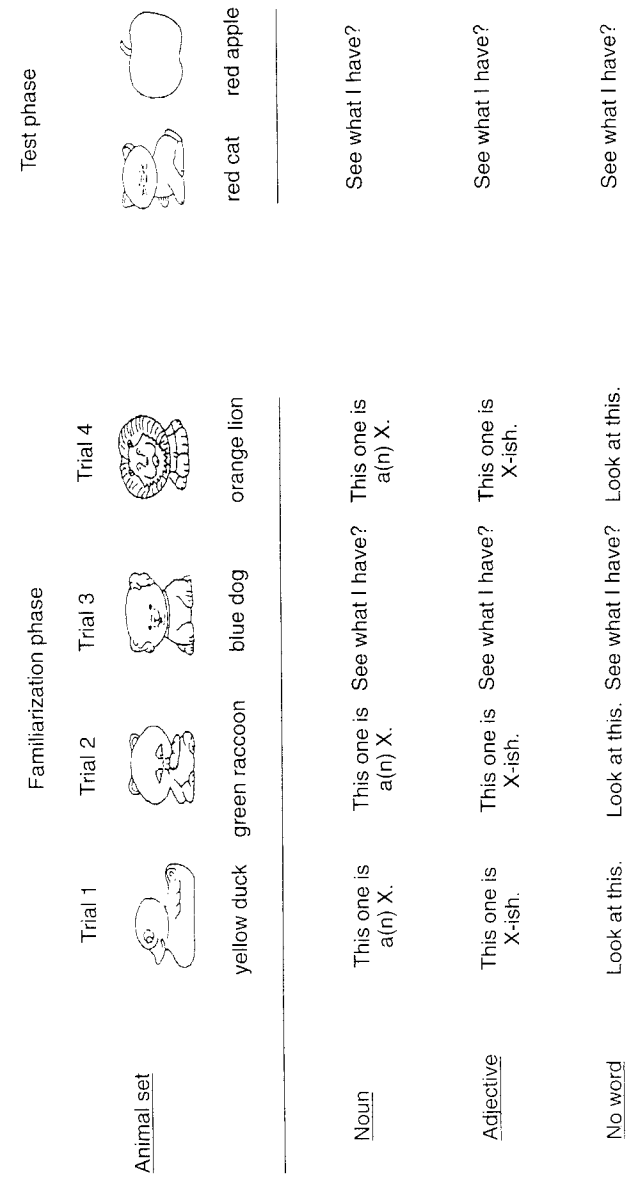 Familiarization phase Test phase
Trial 1 Trial 2 Trial 3 Trial 4
Animal set
yellow duck green raccoon blue dog orange lion red cat red apple
Noun This one is This one is See what I have? This one is See what I have?
a(n) X. a(n) X. a(n) X.
Adjective This one is This one is See what I have? This one is See what I have?
X-ish. X-ish. X-ish.
No word Look at this. Look at this. See what I have? Look at this. See what I have?